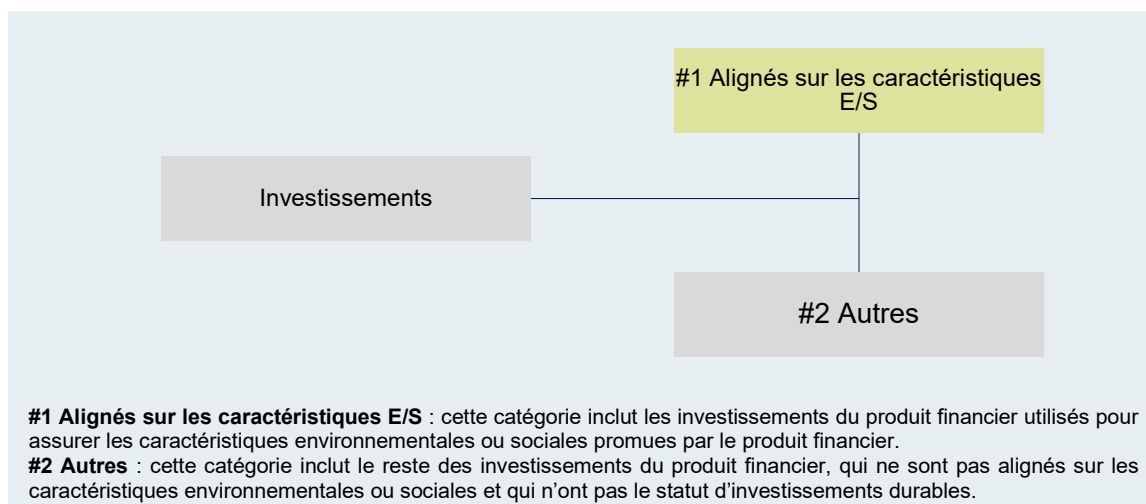 #1 Alignés sur les caractéristiques
E/S
Investissements
#2 Autres
#1 Alignés sur les caractéristiques E/S : cette catégorie inclut les investissements du produit financier utilisés pour
assurer les caractéristiques environnementales ou sociales promues par le produit financier.
#2 Autres : cette catégorie inclut le reste des investissements du produit financier, qui ne sont pas alignés sur les
caractéristiques environnementales ou sociales et qui n’ont pas le statut d’investissements durables.